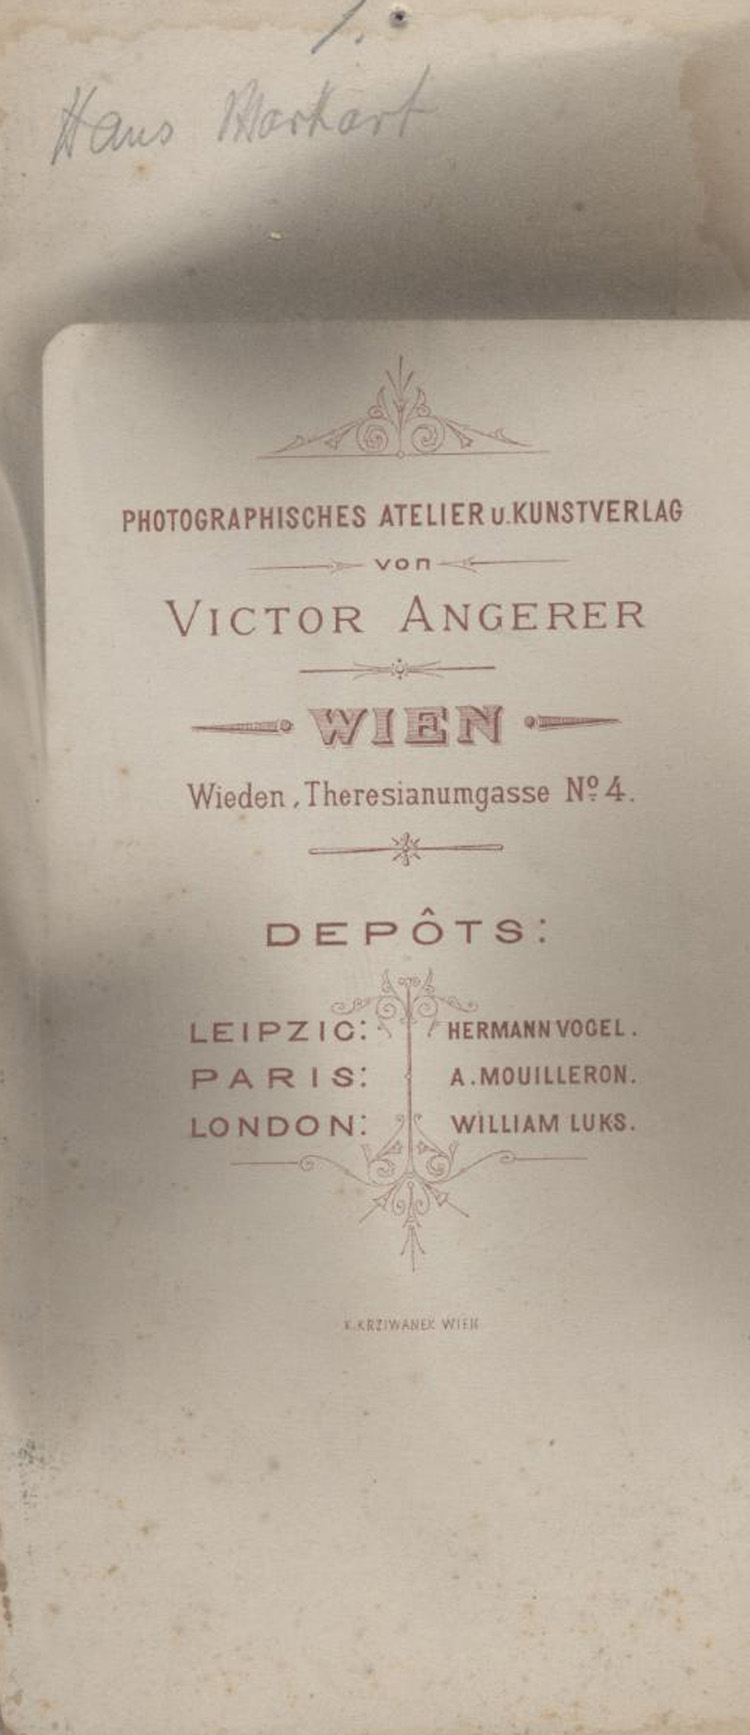 1.
Hans Markart
PHOTOGRAPHISCHES ATELIER u. KUNSTVERLAG
von
VICTOR ANGERER
WIEN
Wieden, Theresianumgasse Nº 4.
DEPÔTS:
LEIPZIG: HERMANN VOGEL.
PARIS: A. MOUILLERON.
LONDON: WILLIAM LUKS.
K. KRZIWANEK WIEN